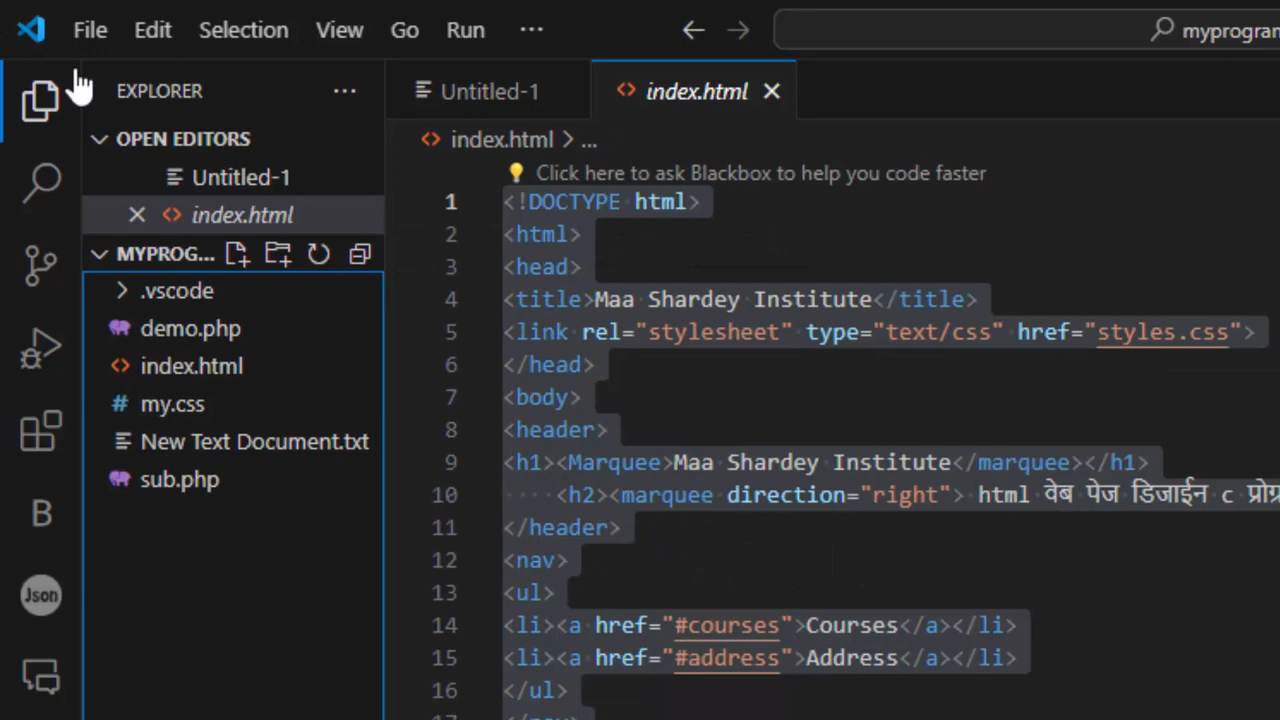 File Edit Selection View Go Run ...
myprogram
EXPLORER ...
OPEN EDITORS
Untitled-1
index.html
MYPROG...
.vscode
demo.php
index.html
my.css
New Text Document.txt
sub.php
B
Json
Untitled-1
index.html
index.html > ...
Click here to ask Blackbox to help you code faster
1 <!DOCTYPE html>
2 <html>
3 <head>
4 <title>Maa Shardey Institute</title>
5 <link rel="stylesheet" type="text/css" href="styles.css">
6 </head>
7 <body>
8 <header>
9 <h1><Marquee>Maa Shardey Institute</marquee></h1>
10 <h2><marquee direction="right"> html वेब पेज डिजाईन c
11 </header>
12 <nav>
13 <ul>
14 <li><a href="#courses">Courses</a></li>
15 <li><a href="#address">Address</a></li>
16 </ul>
17 </nav>